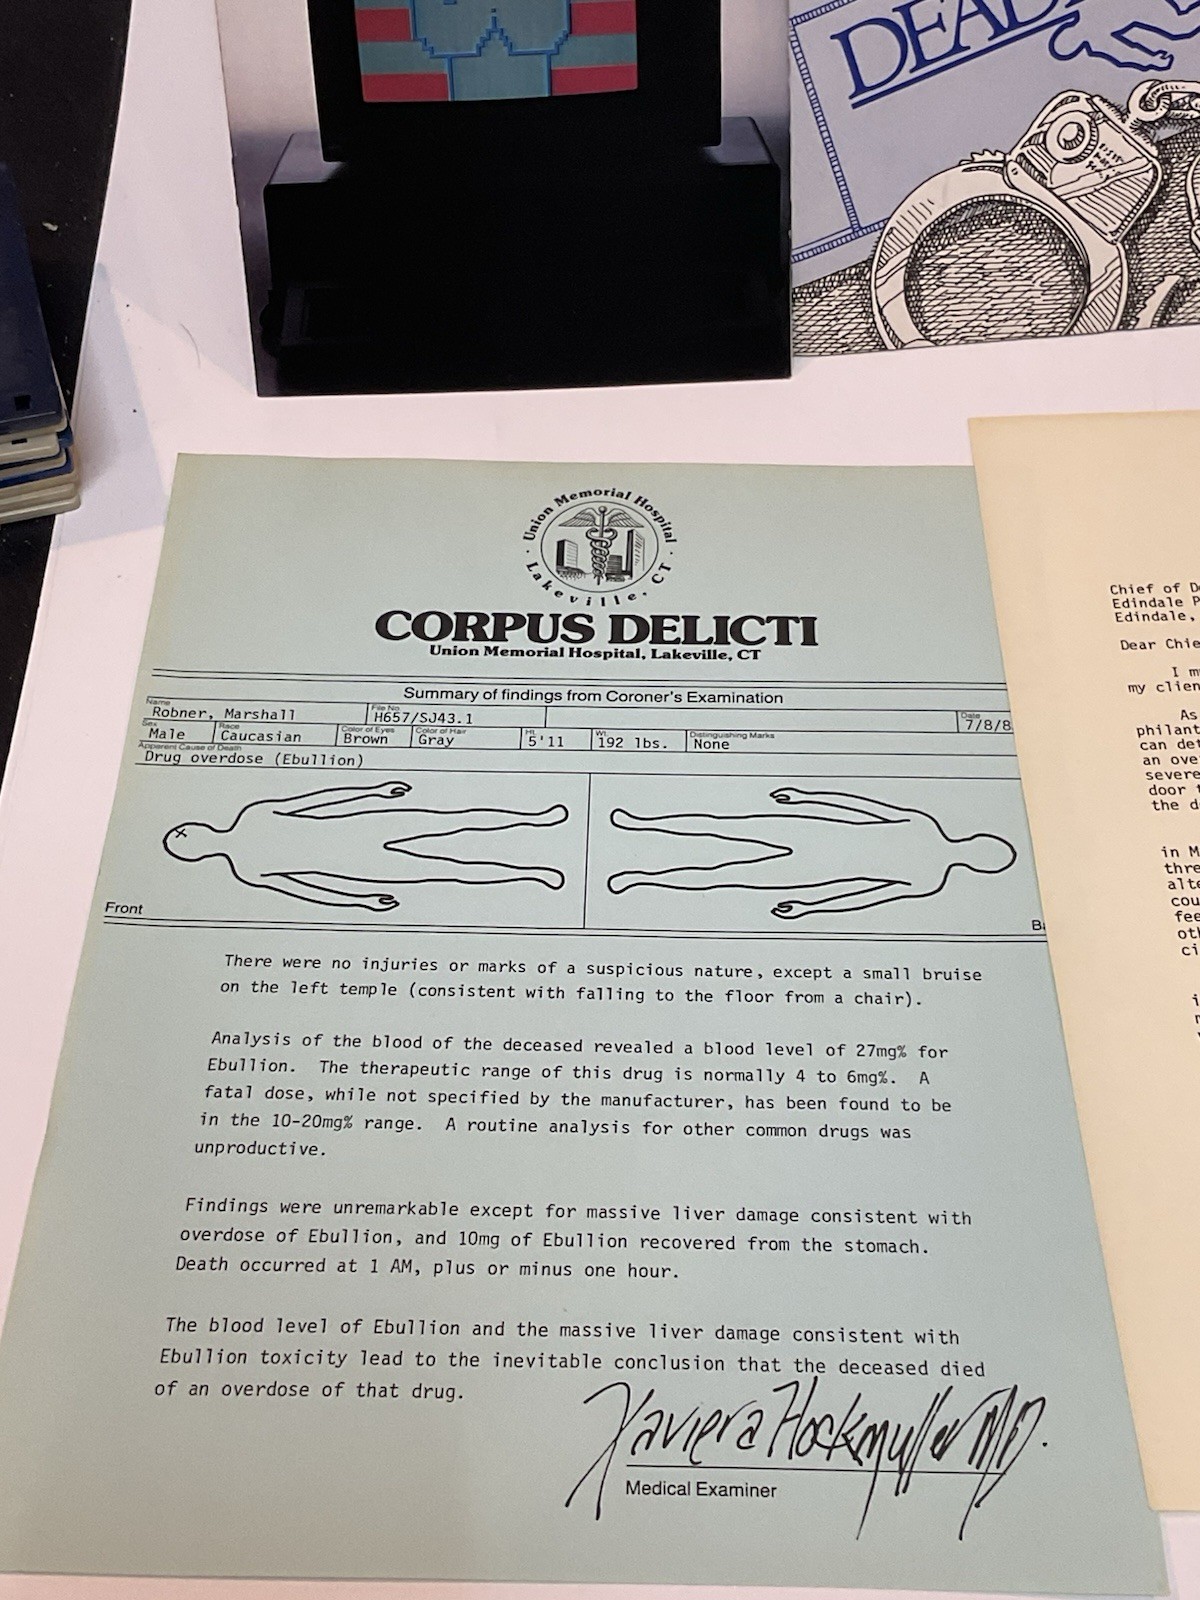 DEAD
Union Memorial Hospital
Lakeville, CT
CORPUS DELICTI
Union Memorial Hospital, Lakeville, CT
Summary of findings from Coroner's Examination
Name
Robner, Marshall
File No.
H657/SJ43.1
Date
7/8/8
Sex
Male
Race
Caucasian
Color of Eyes
Brown
Color of Hair
Gray
Ht.
5'11
Wt.
192 lbs.
Distinguishing Marks
None
Apparent Cause of Death
Drug overdose (Ebullion)
x
Front
Ba
There were no injuries or marks of a suspicious nature, except a small bruise
on the left temple (consistent with falling to the floor from a chair).
Analysis of the blood of the deceased revealed a blood level of 27mg% for
Ebullion. The therapeutic range of this drug is normally 4 to 6mg%. A
fatal dose, while not specified by the manufacturer, has been found to be
in the 10-20mg% range. A routine analysis for other common drugs was
unproductive.
Findings were unremarkable except for massive liver damage consistent with
overdose of Ebullion, and 10mg of Ebullion recovered from the stomach.
Death occurred at 1 AM, plus or minus one hour.
The blood level of Ebullion and the massive liver damage consistent with
Ebullion toxicity lead to the inevitable conclusion that the deceased died
of an overdose of that drug.
Xaviera Hockmuller MD.
Medical Examiner
Chief of De
Edindale P
Edindale,
Dear Chie
I m
my clien
As
philant
can det
an ove
severe
door t
the d
in M
thre
alte
cou
fee
oth
ci